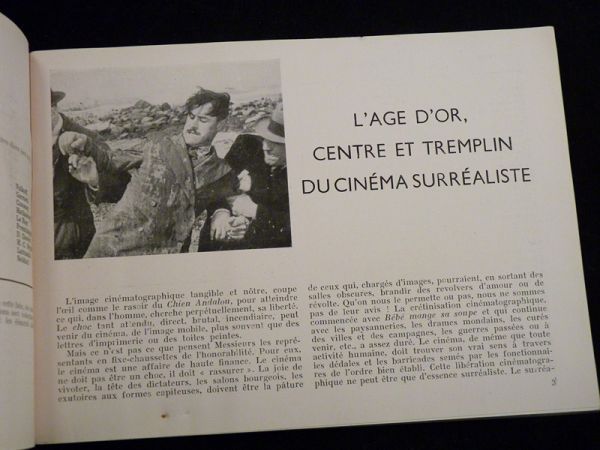 L'AGE D'OR,
CENTRE ET TREMPLIN
DU CINÉMA SURRÉALISTE
L'image cinématographique tangible et nôtre, coupe
l'œil comme le rasoir du Chien Andalou, pour atteindre
ce qui, dans l'homme, cherche perpétuellement, sa liberté.
Le choc tant attendu, direct, brutal, incendiaire, peut
venir du cinéma, de l'image mobile, plus souvent que des
lettres d'imprimerie ou des toiles peintes.
Mais ce n'est pas ce que pensent Messieurs les repré-
sentants en fixe-chaussettes de l'honorabilité. Pour eux,
le cinéma est une affaire de haute finance. Le cinéma
ne doit pas être un choc, il doit « rassurer ». La joie de
vivoter, la tête des dictateurs, les salons bourgeois, les
exutoires aux formes capiteuses, doivent être la pâture
de ceux qui, chargés d'images, pourraient, en sortant des
salles obscures, brandir des revolvers d'amour ou de
révolte. Qu'on nous le permette ou pas, nous ne sommes
pas de leur avis ! La crétinisation cinématographique,
commencée avec Bébé mange sa soupe et qui continue
avec les paysanneries, les drames mondains, les curés
des villes et des campagnes, les guerres passées ou à
venir, etc., a assez duré. Le cinéma, de même que toute
activité humaine, doit trouver son vrai sens à travers
les dédales et les barricades semés par les fonctionnai-
res de l'ordre bien établi. Cette libération cinématogra-
phique ne peut être que d'essence surréaliste. Le surréa-